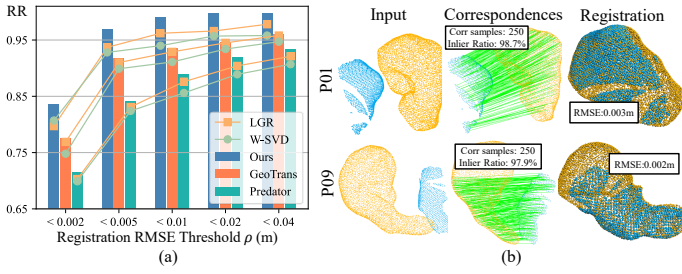 RR
0.95
0.85
0.75
0.65
LGR
W-SVD
Ours
GeoTrans
Predator
< 0.002
< 0.005
< 0.01
< 0.02
< 0.04
Registration RMSE Threshold ρ (m)
(a)
Input
Correspondences
Registration
P01
Corr samples: 250
Inlier Ratio: 98.7%
RMSE:0.003m
P09
Corr samples: 250
Inlier Ratio: 97.9%
RMSE:0.002m
(b)